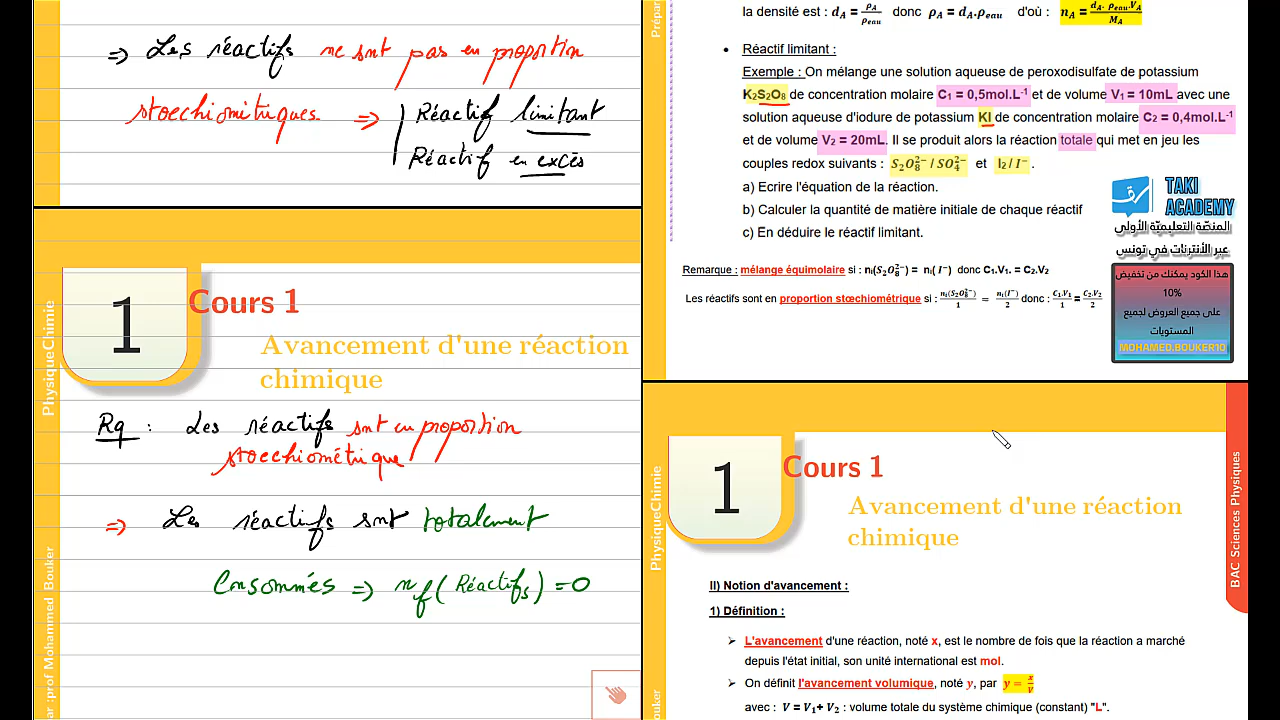 ⇒ Les réactifs ne sont pas en proportion
stoechiométriques. ⇒ Réactif limitant
Réactif en excès
1
Cours 1
Avancement d'une réaction
chimique
Rq : Les réactifs sont en proportion
stoechiométrique
⇒ Les réactifs sont totalement
Consommés ⇒ nf(Réactifs) = 0
PhysiqueChimie
par :prof Mohammed Bouker
Prépar
la densité est : dA = ρA/ρeau donc ρA = dA.ρeau d'où : nA = dA. ρeau.VA/MA
• Réactif limitant :
Exemple : On mélange une solution aqueuse de peroxodisulfate de potassium
K2S2O8 de concentration molaire C1 = 0,5mol.L-1 et de volume V1 = 10mL avec une
solution aqueuse d'iodure de potassium KI de concentration molaire C2 = 0,4mol.L-1
et de volume V2 = 20mL. Il se produit alors la réaction totale qui met en jeu les
couples redox suivants : S2O8²⁻ / SO4²⁻ et I2 / I⁻ .
a) Ecrire l'équation de la réaction.
b) Calculer la quantité de matière initiale de chaque réactif
c) En déduire le réactif limitant.
TAKI
ACADEMY
المنصّة التعليميّة الأولى
عبر الأنترنات في تونس
Remarque : mélange équimolaire si : ni(S2O8²⁻) = ni( I⁻) donc C1.V1. = C2.V2
Les réactifs sont en proportion stœchiométrique si : ni(S2O8²⁻)/1 = ni(I⁻)/2 donc : C1.V1/1 = C2.V2/2
هذا الكود يمكنك من تخفيض
10%
على جميع العروض لجميع
المستويات
MOHAMED.BOUKER10
1
Cours 1
Avancement d'une réaction
chimique
PhysiqueChimie
Bouker
BAC Sciences Physiques
II) Notion d'avancement :
1) Définition :
➢ L'avancement d'une réaction, noté x, est le nombre de fois que la réaction a marché
depuis l'état initial, son unité international est mol.
➢ On définit l'avancement volumique, noté y, par y = x/V
avec : V = V1+ V2 : volume totale du système chimique (constant) "L".